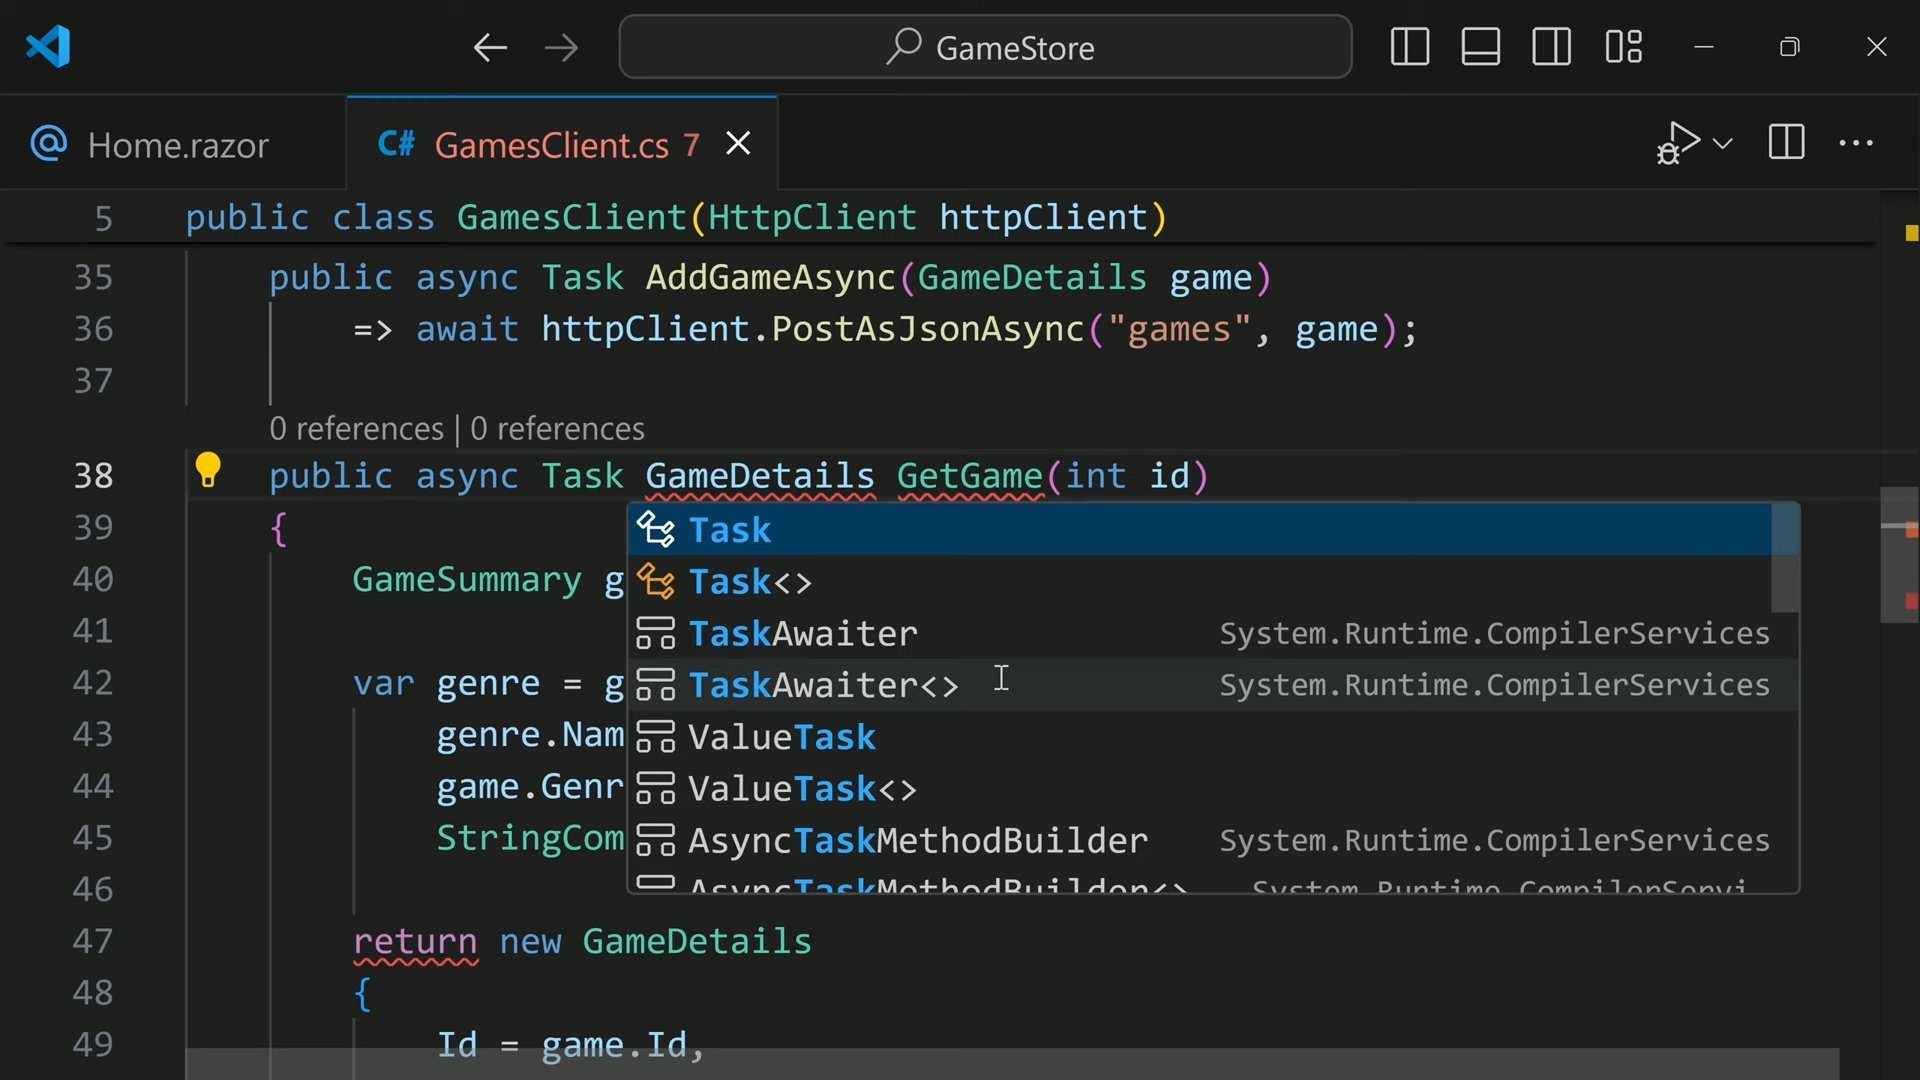 GameStore
Home.razor
C# GamesClient.cs 7
5 public class GamesClient(HttpClient httpClient)
35 public async Task AddGameAsync(GameDetails game)
36 => await httpClient.PostAsJsonAsync("games", game);
37
0 references | 0 references
38 public async Task GameDetails GetGame(int id)
39 {
Task
40 GameSummary g
Task<>
41
TaskAwaiter System.Runtime.CompilerServices
42 var genre = g
TaskAwaiter<> System.Runtime.CompilerServices
43 genre.Nam
ValueTask
44 game.Genr
ValueTask<>
45 StringCom
AsyncTaskMethodBuilder System.Runtime.CompilerServices
46
AsyncTaskMethodBuilder<> System.Runtime.CompilerServi
47 return new GameDetails
48 {
49 Id = game.Id,